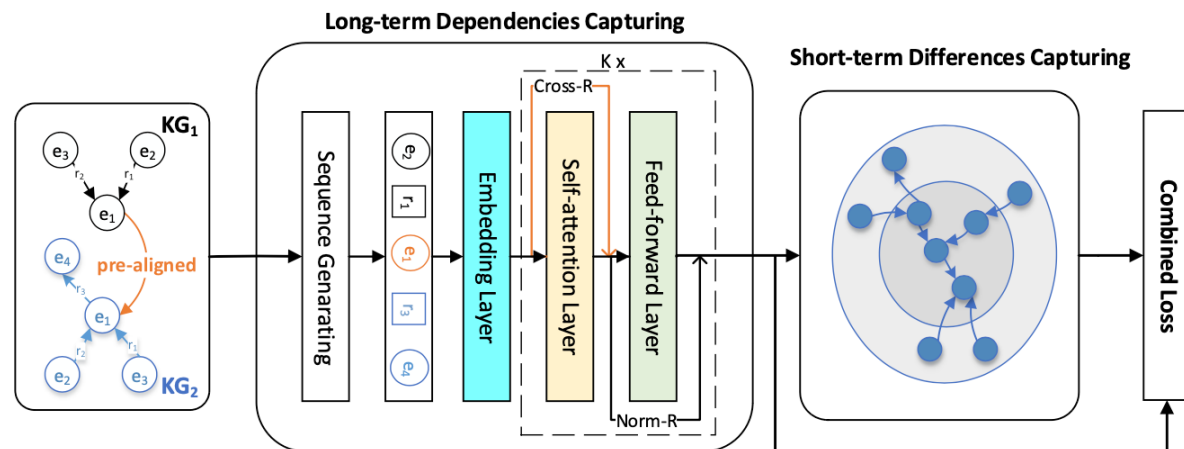 Long-term Dependencies Capturing
Short-term Differences Capturing
KG1
e3
e2
r2
r1
e1
pre-aligned
e4
r3
e1
r2
r1
e2
e3
KG2
Sequence Genarating
e2
r1
e1
r3
e4
Embedding Layer
K x
Cross-R
Self-attention Layer
Feed-forward Layer
Norm-R
Combined Loss